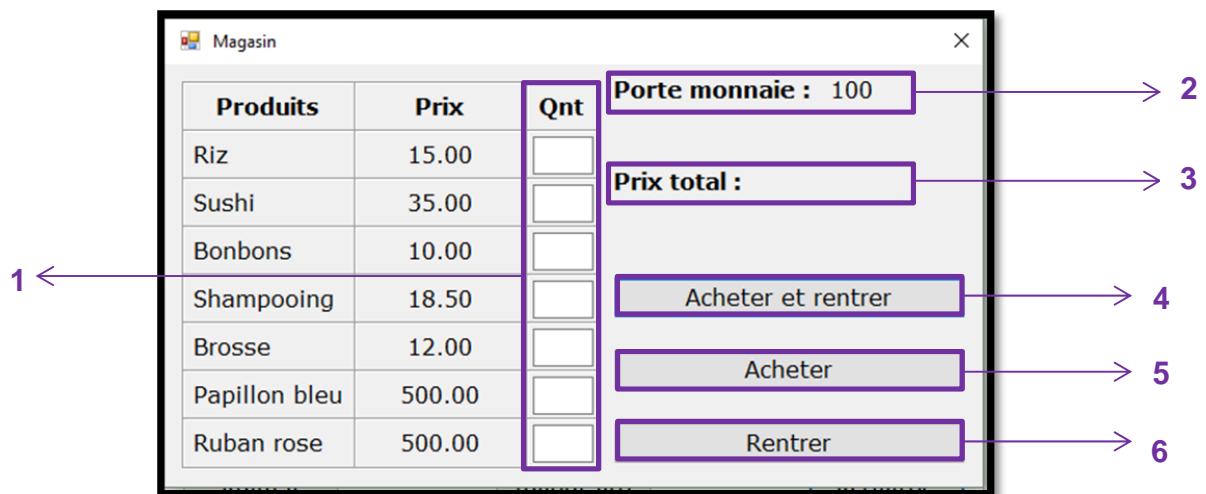 Magasin
Produits Prix Qnt
Riz 15.00
Sushi 35.00
Bonbons 10.00
Shampooing 18.50
Brosse 12.00
Papillon bleu 500.00
Ruban rose 500.00
Porte monnaie : 100
Prix total :
Acheter et rentrer
Acheter
Rentrer
1
2
3
4
5
6